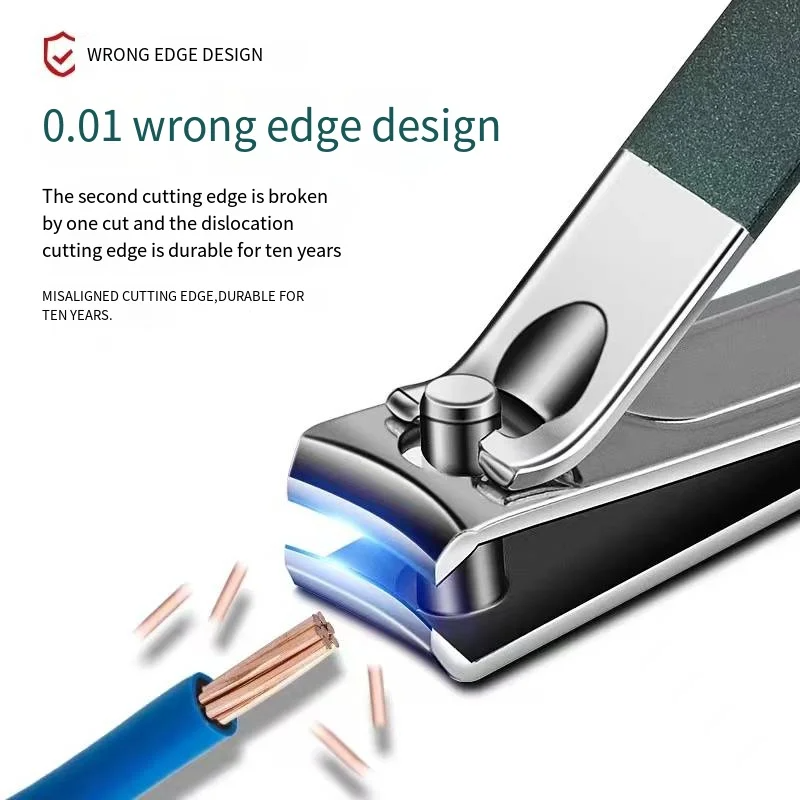 WRONG EDGE DESIGN
0.01 wrong edge design
The second cutting edge is broken
by one cut and the dislocation
cutting edge is durable for ten years
MISALIGNED CUTTING EDGE,DURABLE FOR
TEN YEARS.